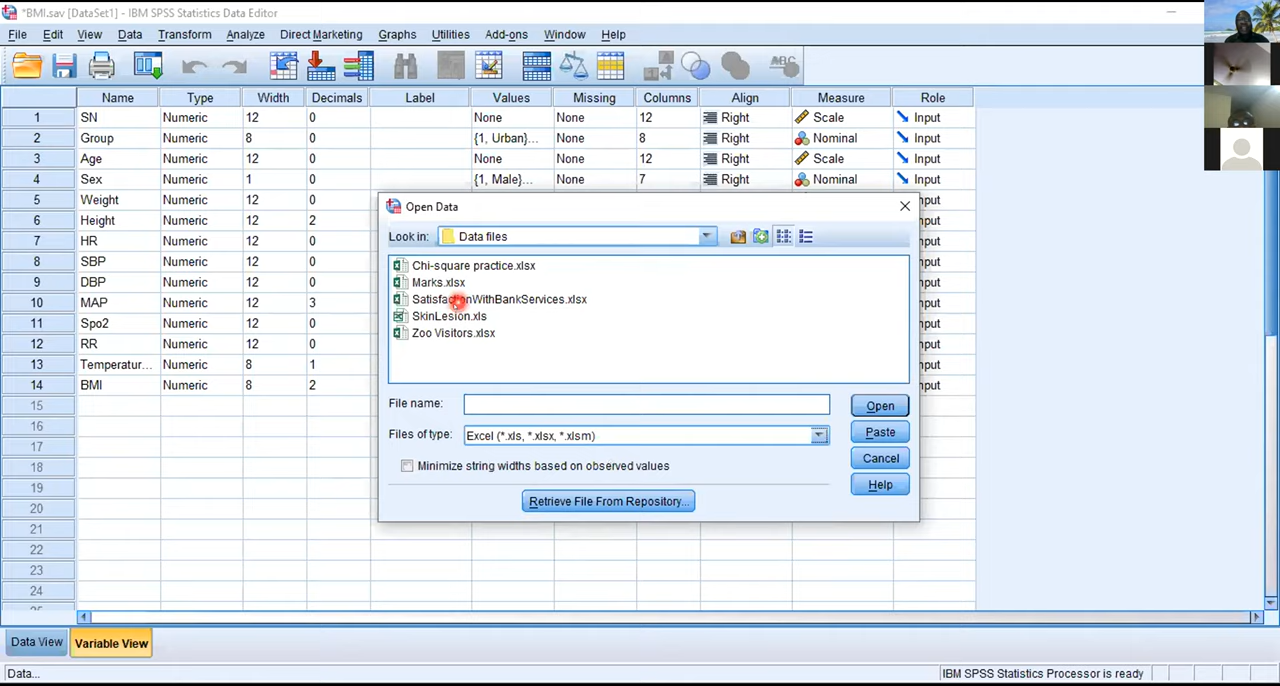 *BMI.sav [DataSet1] - IBM SPSS Statistics Data Editor
File Edit View Data Transform Analyze Direct Marketing Graphs Utilities Add-ons Window Help
Name Type Width Decimals Label Values Missing Columns Align Measure Role
1 SN Numeric 12 0 None None 12 Right Scale Input
2 Group Numeric 8 0 {1, Urban}... None 8 Right Nominal Input
3 Age Numeric 12 0 None None 12 Right Scale Input
4 Sex Numeric 1 0 {1, Male}... None 7 Right Nominal Input
5 Weight Numeric 12 0
6 Height Numeric 12 2
7 HR Numeric 12 0
8 SBP Numeric 12 0
9 DBP Numeric 12 0
10 MAP Numeric 12 3
11 Spo2 Numeric 12 0
12 RR Numeric 12 0
13 Temperatur... Numeric 8 1
14 BMI Numeric 8 2
15
16
17
18
19
20
21
22
23
24
Open Data
Look in: Data files
Chi-square practice.xlsx
Marks.xlsx
SatisfactionWithBankServices.xlsx
SkinLesion.xls
Zoo Visitors.xlsx
File name: Open
Files of type: Excel (*.xls, *.xlsx, *.xlsm) Paste
Cancel
Minimize string widths based on observed values
Help
Retrieve File From Repository...
Data View Variable View
Data... IBM SPSS Statistics Processor is ready